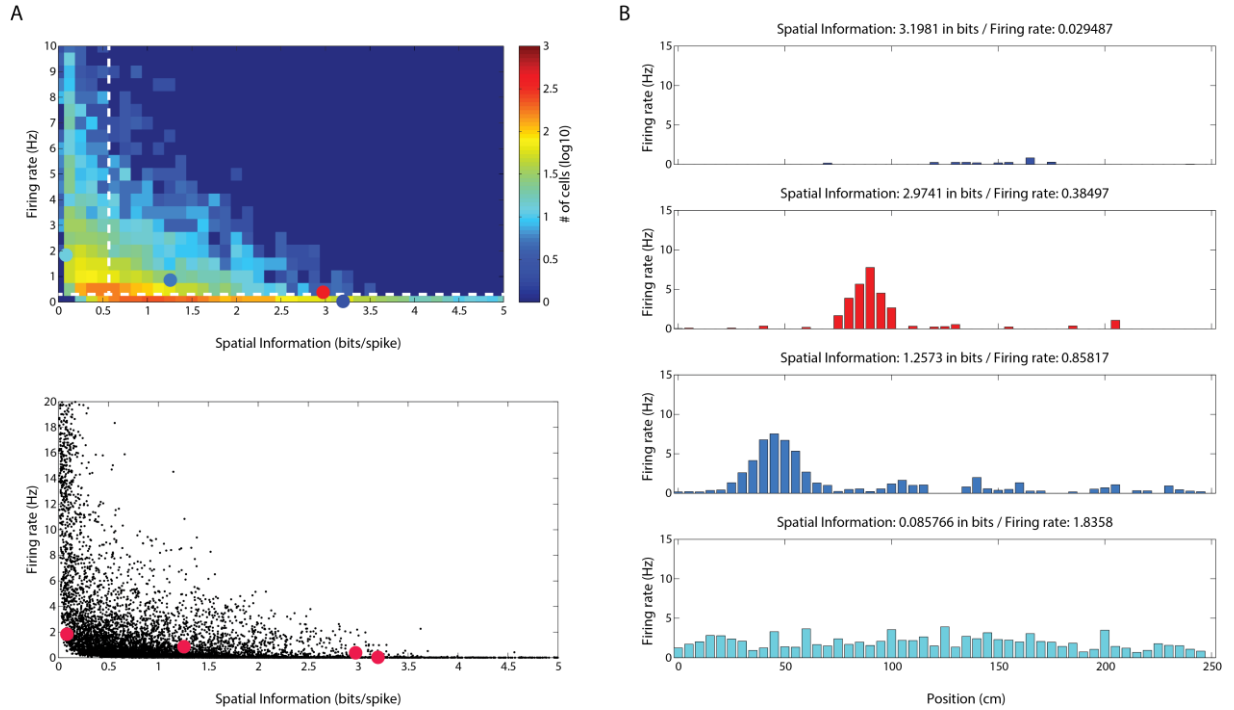 A
Firing rate (Hz)
10
9
8
7
6
5
4
3
2
1
0
0 0.5 1 1.5 2 2.5 3 3.5 4 4.5 5
Spatial Information (bits/spike)
3
2.5
2
1.5
1
0.5
0
# of cells (log10)
Firing rate (Hz)
20
18
16
14
12
10
8
6
4
2
0
0 0.5 1 1.5 2 2.5 3 3.5 4 4.5 5
Spatial Information (bits/spike)
B
Spatial Information: 3.1981 in bits / Firing rate: 0.029487
Firing rate (Hz)
15
10
5
0
Spatial Information: 2.9741 in bits / Firing rate: 0.38497
Firing rate (Hz)
15
10
5
0
Spatial Information: 1.2573 in bits / Firing rate: 0.85817
Firing rate (Hz)
15
10
5
0
Spatial Information: 0.085766 in bits / Firing rate: 1.8358
Firing rate (Hz)
15
10
5
0
0 50 100 150 200 250
Position (cm)